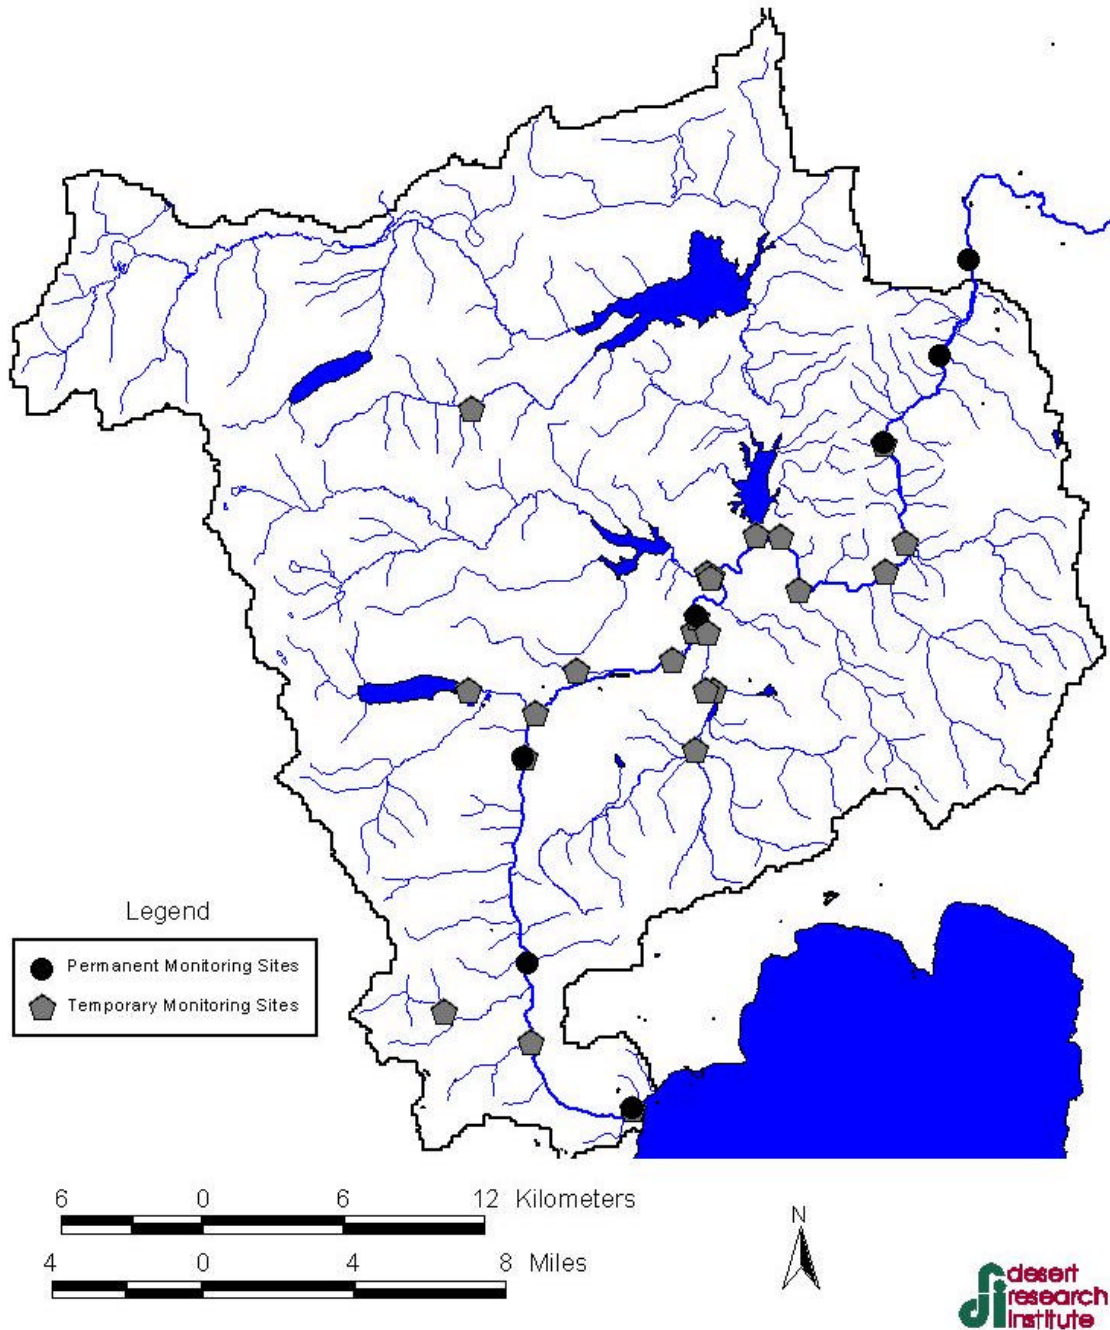 Legend
Permanent Monitoring Sites
Temporary Monitoring Sites
6 0 6 12 Kilometers
4 0 4 8 Miles
N
desert
research
institute